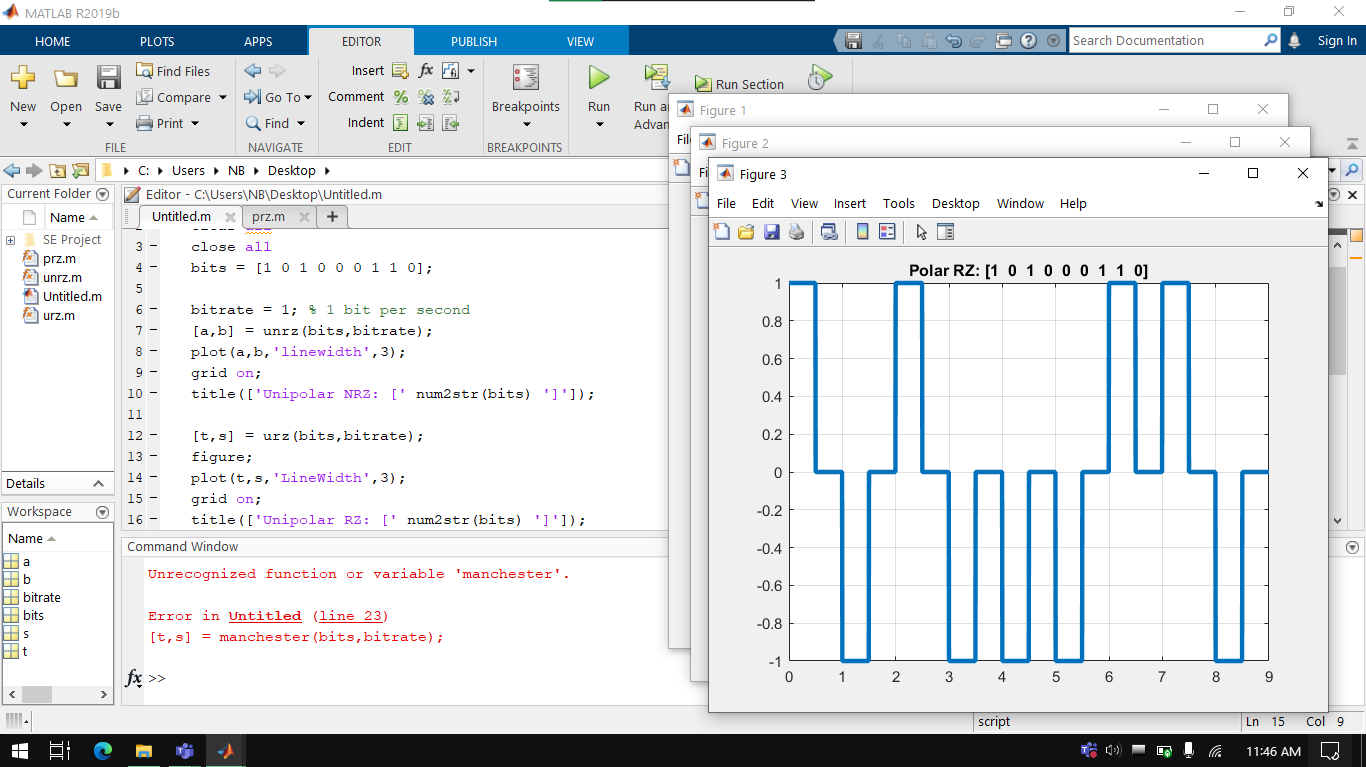 MATLAB R2019b
HOME PLOTS APPS EDITOR PUBLISH VIEW
Search Documentation
Sign In
New Open Save
Find Files
Compare
Print
FILE
Go To
Find
NAVIGATE
Insert
Comment
Indent
EDIT
Breakpoints
BREAKPOINTS
Run
Run
Advan
Run Section
C: Users NB Desktop
Current Folder
Name
SE Project
prz.m
unrz.m
Untitled.m
urz.m
Details
Workspace
Name
a
b
bitrate
bits
s
t
Editor - C:\Users\NB\Desktop\Untitled.m
Untitled.m prz.m
3 close all
4 bits = [1 0 1 0 0 0 1 1 0];
5
6 bitrate = 1; % 1 bit per second
7 [a,b] = unrz(bits,bitrate);
8 plot(a,b,'linewidth',3);
9 grid on;
10 title(['Unipolar NRZ: [' num2str(bits) ']']);
11
12 [t,s] = urz(bits,bitrate);
13 figure;
14 plot(t,s,'LineWidth',3);
15 grid on;
16 title(['Unipolar RZ: [' num2str(bits) ']']);
Command Window
Unrecognized function or variable 'manchester'.
Error in Untitled (line 23)
[t,s] = manchester(bits,bitrate);
fx >>
Figure 1
Figure 2
Figure 3
File Edit View Insert Tools Desktop Window Help
Polar RZ: [1 0 1 0 0 0 1 1 0]
1
0.8
0.6
0.4
0.2
0
-0.2
-0.4
-0.6
-0.8
-1
0 1 2 3 4 5 6 7 8 9
script
Ln 15 Col 9
11:46 AM